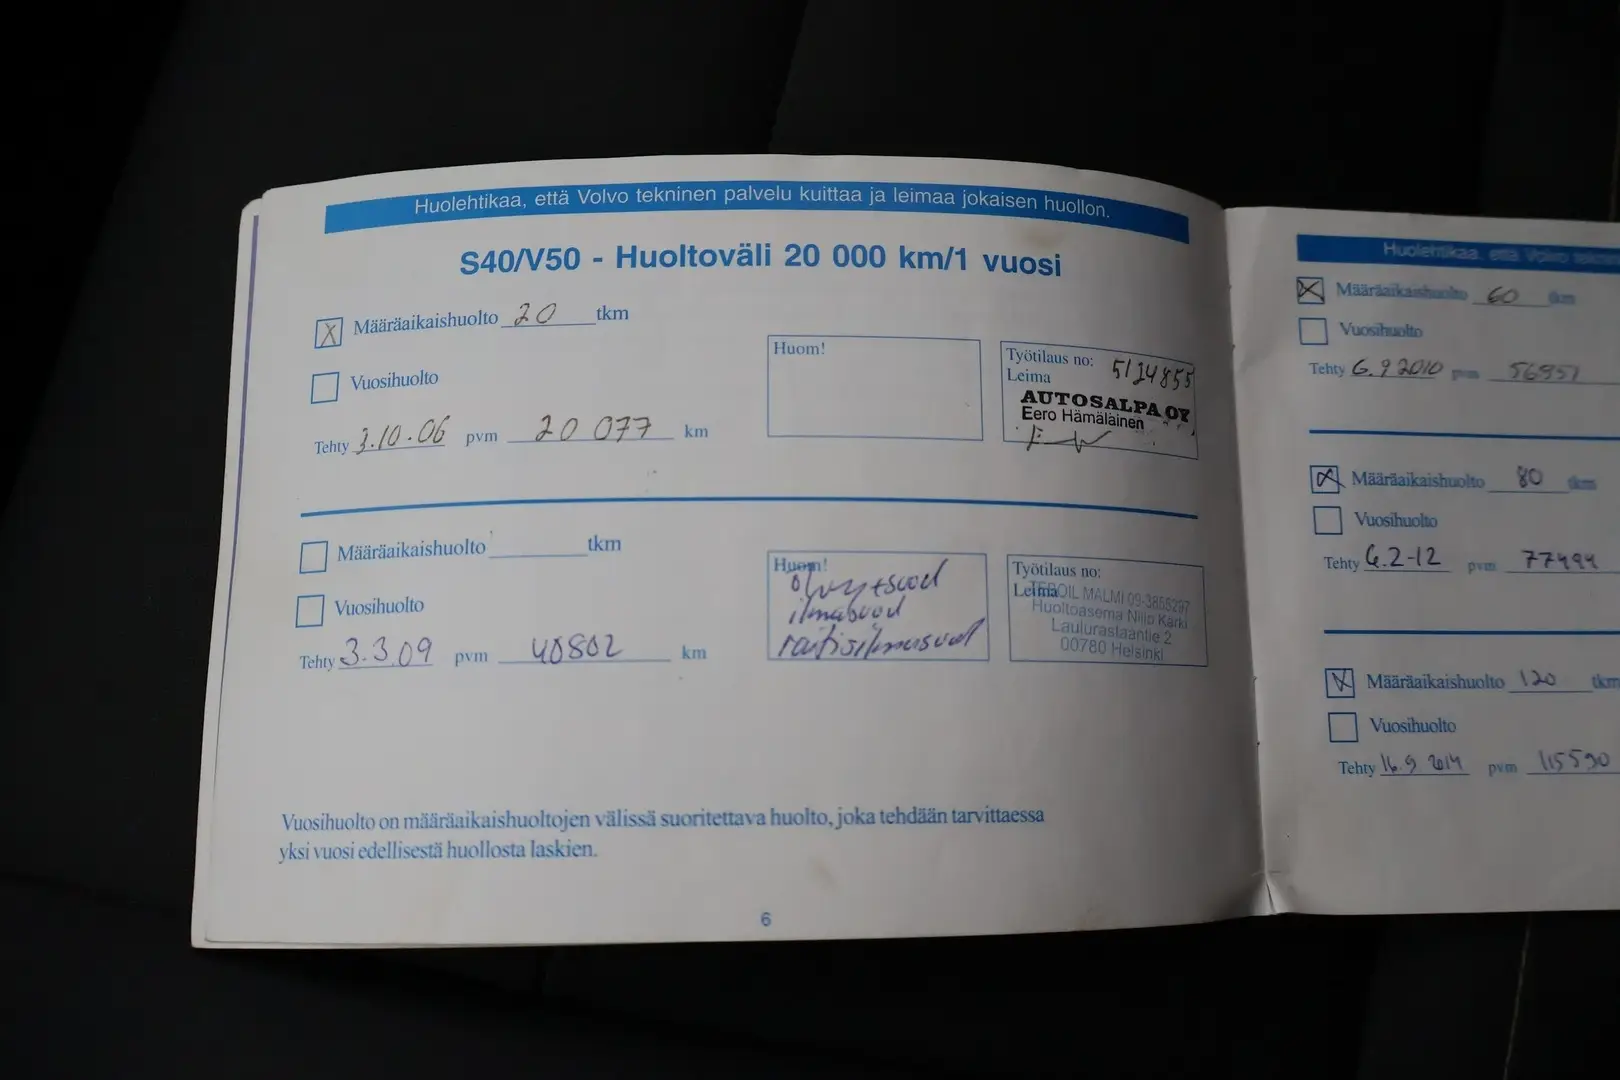 Huolehtikaa, että Volvo tekninen palvelu kuittaa ja leimaa jokaisen huollon.
S40/V50 - Huoltoväli 20 000 km/1 vuosi
X Määräaikaishuolto 20 tkm
Vuosihuolto
Tehty 3.10.06 pvm 20 077 km
Huom!
Työtilaus no: 5124855
Leima
AUTOSALPA OY
Eero Hämäläinen
Määräaikaishuolto tkm
Vuosihuolto
Tehty 3.3.09 pvm 40802 km
Huom!
ilmasuod
raitisilmasuod
Työtilaus no:
Leima
TEBOIL MALMI 09-3855297
Huoltoasema Niilo Kärki
00780 Helsinki
Vuosihuolto on määräaikaishuoltojen välissä suoritettava huolto, joka tehdään tarvittaessa
yksi vuosi edellisestä huollosta laskien.
6
Huolehtikaa, että Volvo
X Määräaikaishuolto 60 tkm
Vuosihuolto
Tehty 6.9.2010 pvm 56957
X Määräaikaishuolto 80 tkm
Vuosihuolto
Tehty 6.2-12 pvm 77494
X Määräaikaishuolto 120 tkm
Vuosihuolto
Tehty 16.9 2014 pvm 115590